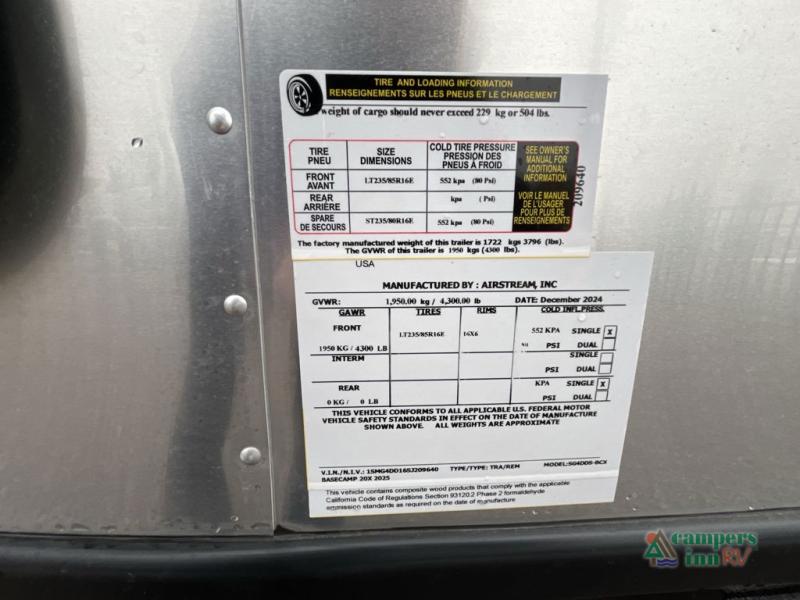 TIRE AND LOADING INFORMATION
RENSEIGNEMENTS SUR LES PNEUS ET LE CHARGEMENT
weight of cargo should never exceed 229 kg or 504 lbs.
TIRE PNEU SIZE DIMENSIONS COLD TIRE PRESSURE PRESSION DES PNEUS À FROID
SEE OWNER'S MANUAL FOR ADDITIONAL INFORMATION
VOIR LE MANUEL DE L'USAGER POUR PLUS DE RENSEIGNEMENTS
FRONT AVANT LT235/85R16E 552 kpa (80 Psi)
REAR ARRIÈRE kpa ( Psi)
SPARE DE SECOURS ST235/80R16E 552 kpa (80 Psi)
209640
The factory manufactured weight of this trailer is 1722 kgs 3796 (lbs).
The GVWR of this trailer is 1950 kgs (4300 lbs).
USA
MANUFACTURED BY : AIRSTREAM, INC
GVWR: 1,950.00 kg / 4,300.00 lb DATE: December 2024
GAWR TIRES RIMS COLD INFL.PRESS.
FRONT LT235/85R16E 16X6 552 KPA SINGLE X
1950 KG / 4300 LB PSI DUAL
INTERM SINGLE
PSI DUAL
REAR KPA SINGLE X
0 KG / 0 LB PSI DUAL
THIS VEHICLE CONFORMS TO ALL APPLICABLE U.S. FEDERAL MOTOR
VEHICLE SAFETY STANDARDS IN EFFECT ON THE DATE OF MANUFACTURE
SHOWN ABOVE. ALL WEIGHTS ARE APPROXIMATE
V.I.N./N.I.V.: 1SMG4DD16SJ209640 TYPE/TYPE: TRA/REM MODEL:SG4DDS-BCX
BASECAMP 20X 2025
This vehicle contains composite wood products that comply with the applicable
California Code of Regulations Section 93120.2 Phase 2 formaldehyde
emmission standards as required on the date of manufacture
campers
inn RV